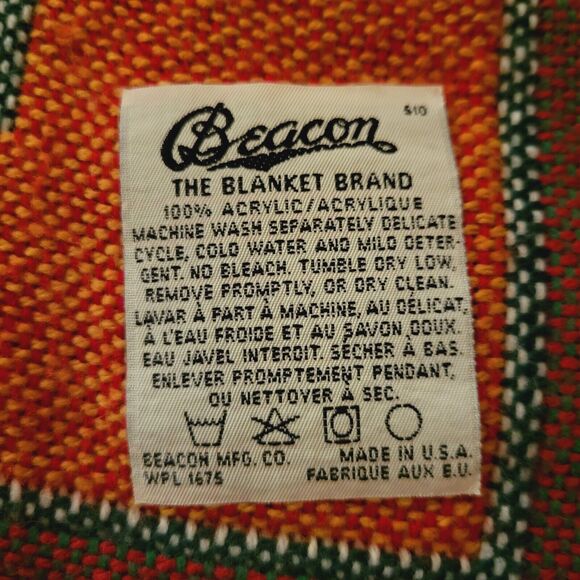 Beacon
510
THE BLANKET BRAND
100% ACRYLIC/ACRYLIQUE
MACHINE WASH SEPARATELY DELICATE
CYCLE, COLD WATER AND MILD DETER-
GENT. NO BLEACH. TUMBLE DRY LOW,
REMOVE PROMPTLY, OR DRY CLEAN.
LAVAR À PART À MACHINE, AU DÉLICAT,
À L'EAU FROIDE ET AU SAVON DOUX.
EAU JAVEL INTERDIT. SÉCHER À BAS.
ENLEVER PROMPTEMENT PENDANT,
OU NETTOYER À SEC.
BEACON MFG. CO. MADE IN U.S.A.
WPL 1675 FABRIQUE AUX E.U.